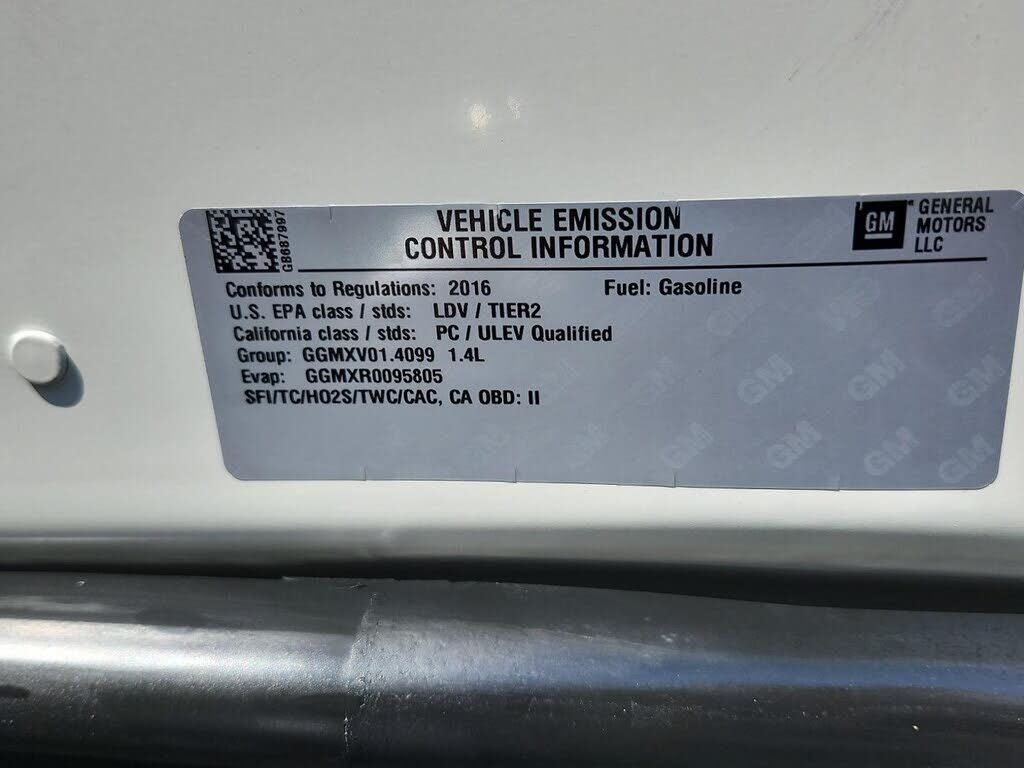 GB687997
VEHICLE EMISSION
CONTROL INFORMATION
GM
GENERAL
MOTORS
LLC
Conforms to Regulations: 2016 Fuel: Gasoline
U.S. EPA class / stds: LDV / TIER2
California class / stds: PC / ULEV Qualified
Group: GGMXV01.4099 1.4L
Evap: GGMXR0095805
SFI/TC/HO2S/TWC/CAC, CA OBD: II